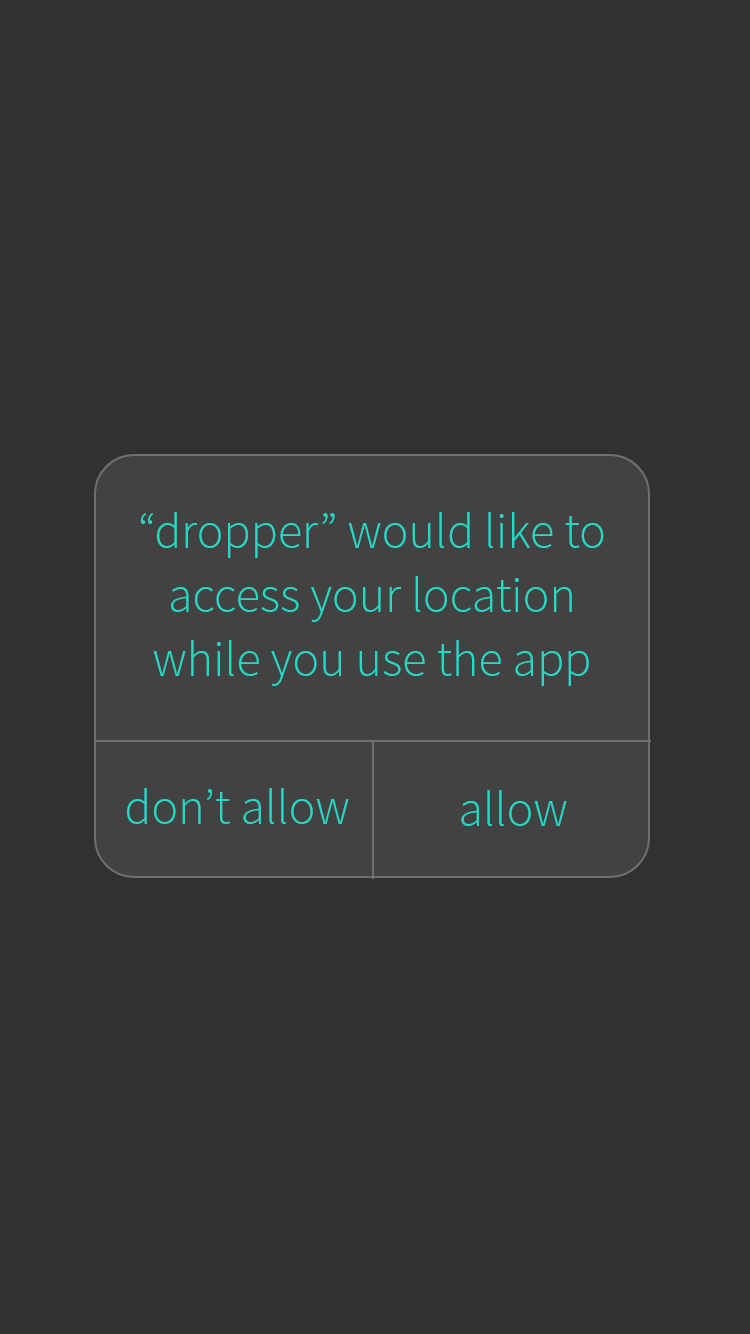 “dropper” would like to
access your location
while you use the app
don’t allow
allow